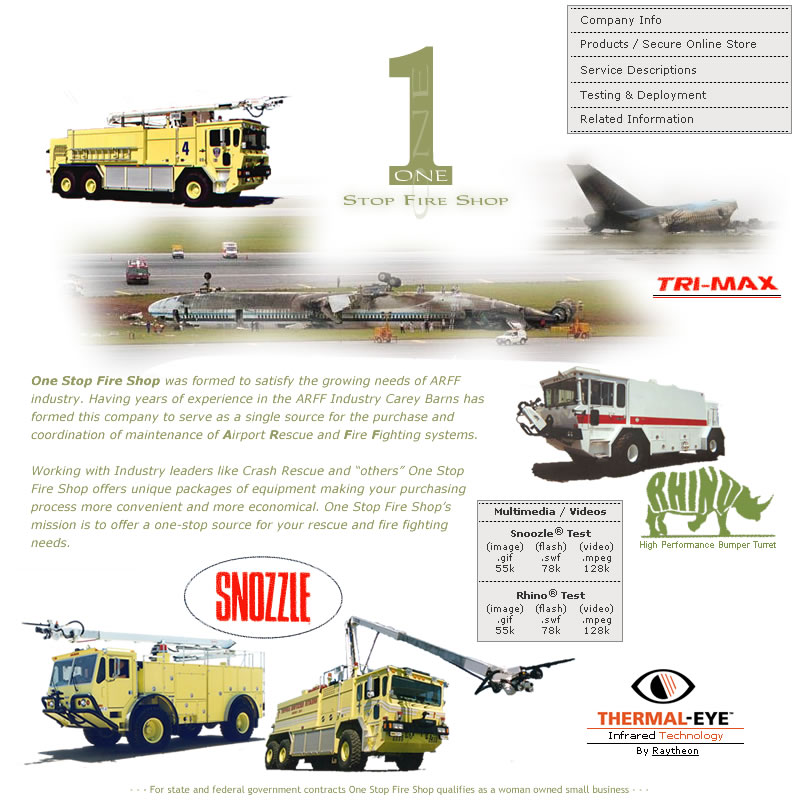 Company Info
Products / Secure Online Store
Service Descriptions
Testing & Deployment
Related Information
ONE
1
ONE
STOP FIRE SHOP
4
TRI-MAX
One Stop Fire Shop was formed to satisfy the growing needs of ARFF
industry. Having years of experience in the ARFF Industry Carey Barns has
formed this company to serve as a single source for the purchase and
coordination of maintenance of Airport Rescue and Fire Fighting systems.
Working with Industry leaders like Crash Rescue and “others” One Stop
Fire Shop offers unique packages of equipment making your purchasing
process more convenient and more economical. One Stop Fire Shop’s
mission is to offer a one-stop source for your rescue and fire fighting
needs.
RHINO
High Performance Bumper Turret
Multimedia / Videos
Snoozle® Test
(image) (flash) (video)
.gif .swf .mpeg
55k 78k 128k
Rhino® Test
(image) (flash) (video)
.gif .swf .mpeg
55k 78k 128k
SNOZZLE
THERMAL-EYE™
Infrared Technology
By Raytheon
- - - For state and federal government contracts One Stop Fire Shop qualifies as a woman owned small business - - -